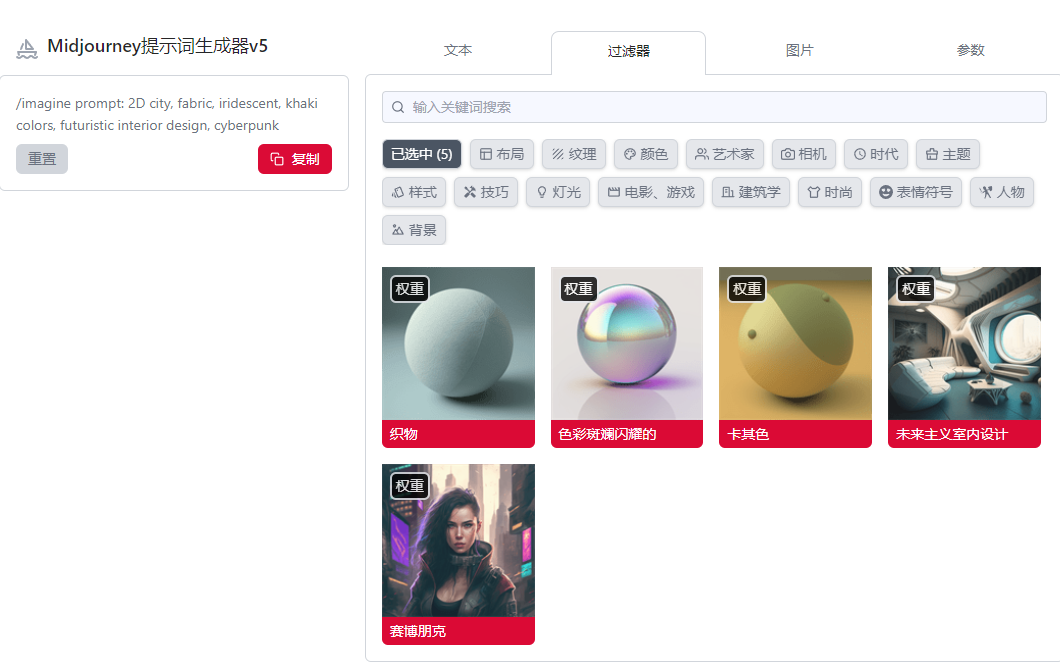 Midjourney提示词生成器v5
/imagine prompt: 2D city, fabric, iridescent, khaki
colors, futuristic interior design, cyberpunk
重置
复制
文本
过滤器
图片
参数
输入关键词搜索
已选中 (5)
布局
纹理
颜色
艺术家
相机
时代
主题
样式
技巧
灯光
电影、游戏
建筑学
时尚
表情符号
人物
背景
权重
权重
权重
权重
织物
色彩斑斓闪耀的
卡其色
未来主义室内设计
权重
赛博朋克